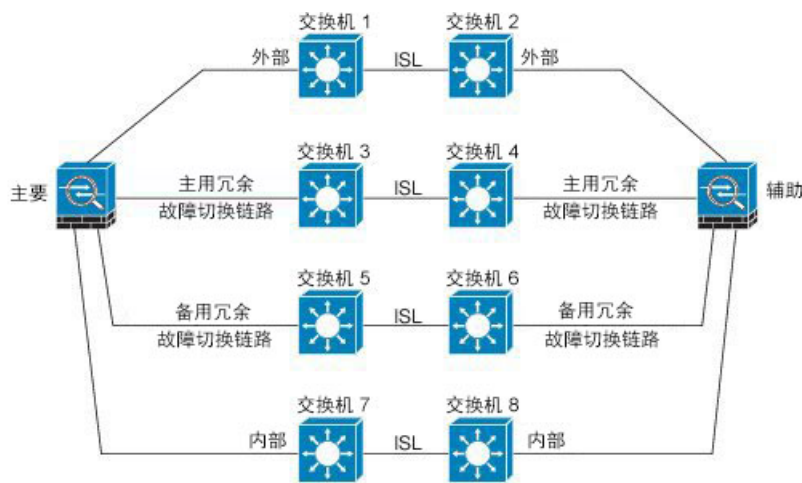 交换机 1
交换机 2
外部
ISL
外部
交换机 3
交换机 4
主要
主用冗余
故障切换链路
ISL
主用冗余
故障切换链路
辅助
交换机 5
交换机 6
备用冗余
故障切换链路
ISL
备用冗余
故障切换链路
交换机 7
交换机 8
内部
ISL
内部